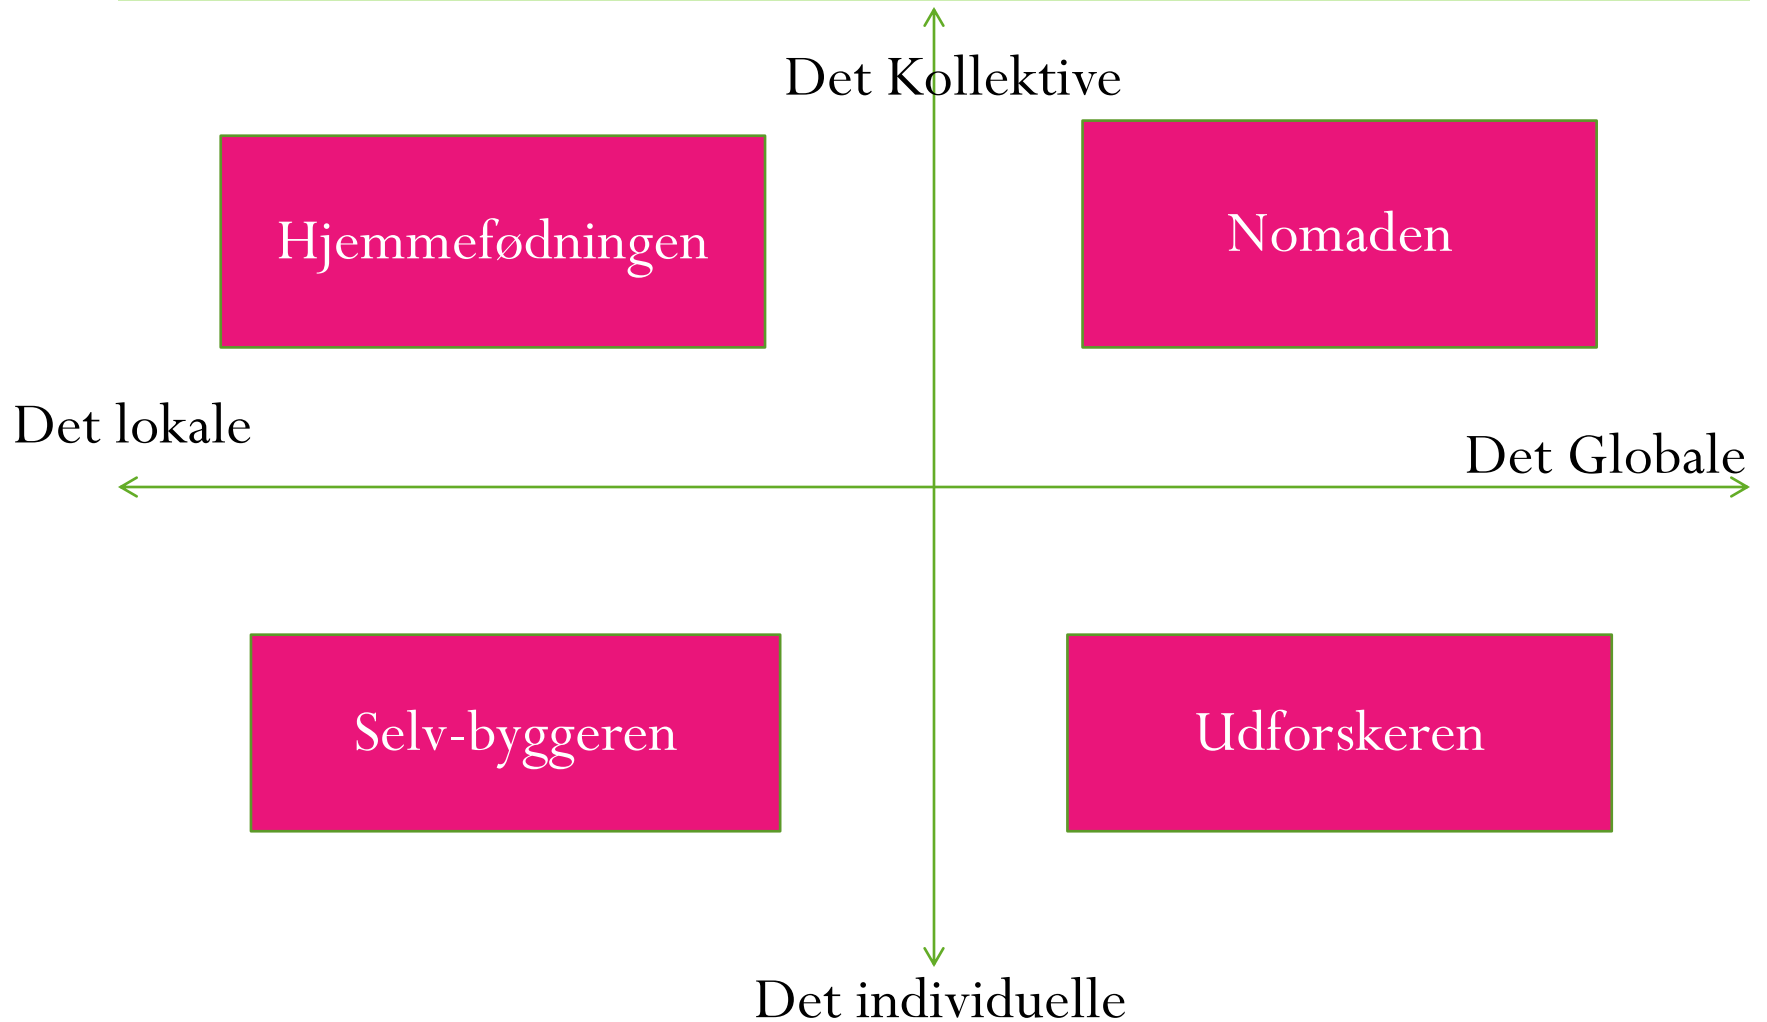 Det Kollektive
Hjemmefødningen
Nomaden
Det lokale
Det Globale
Selv-byggeren
Udforskeren
Det individuelle